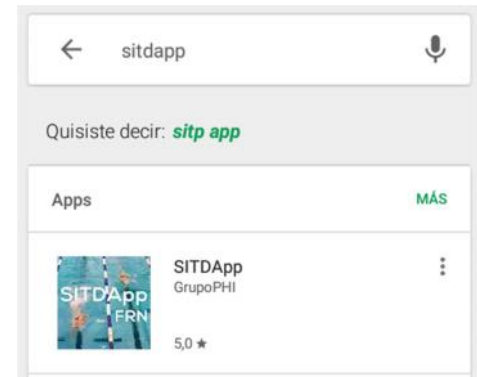 sitdapp
Quisiste decir: sitp app
Apps MÁS
SITDApp
GrupoPHI
SITDApp
FRN
5,0 ★